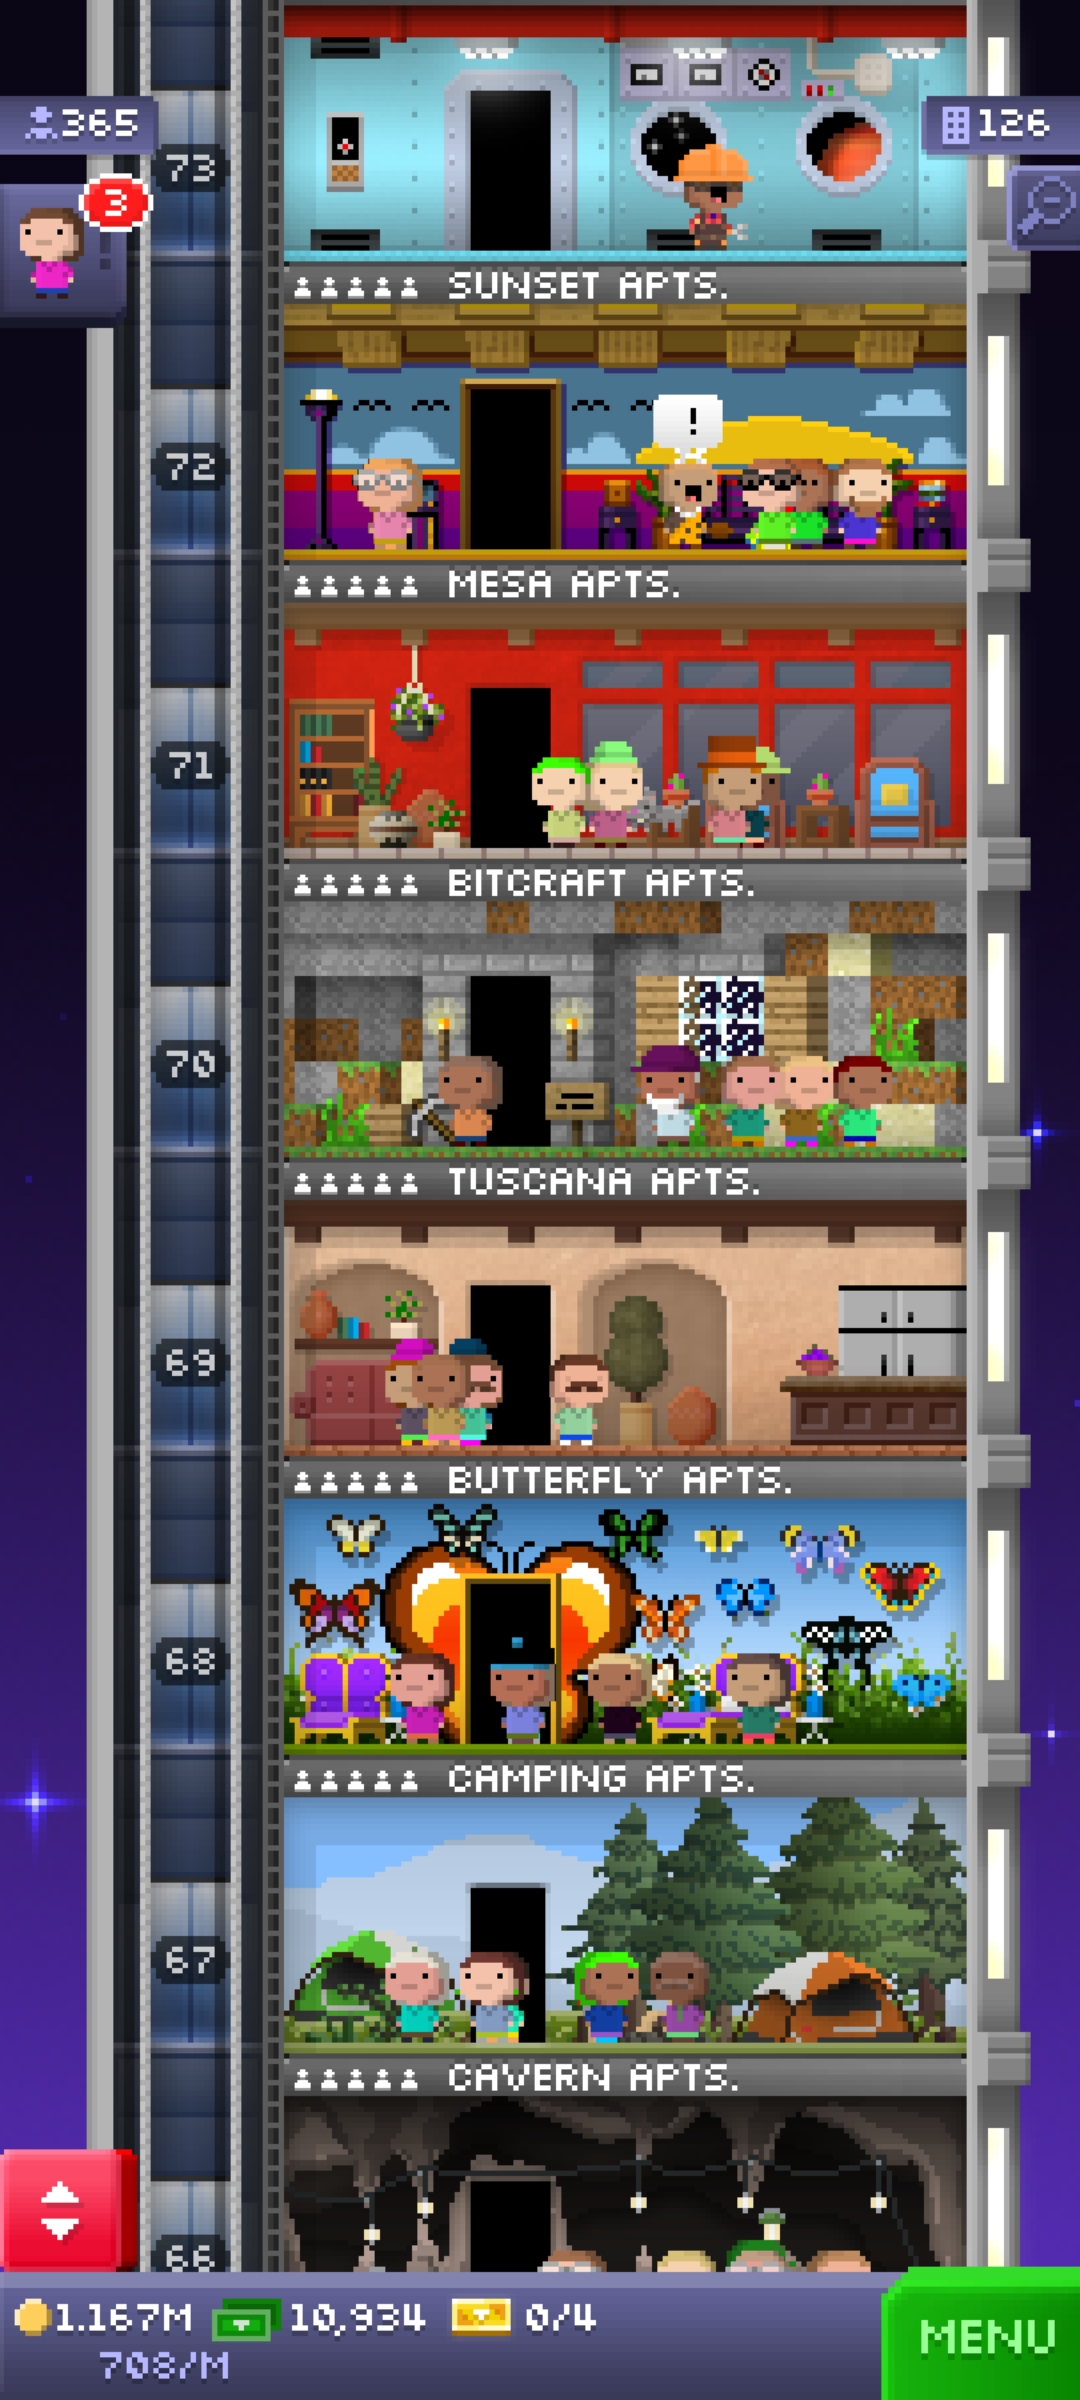 365
126
3
73
SUNSET APTS.
72
!
MESA APTS.
71
BITCRAFT APTS.
70
TUSCANA APTS.
69
BUTTERFLY APTS.
68
CAMPING APTS.
67
CAVERN APTS.
66
1.167M 10,934 0/4
708/M
MENU